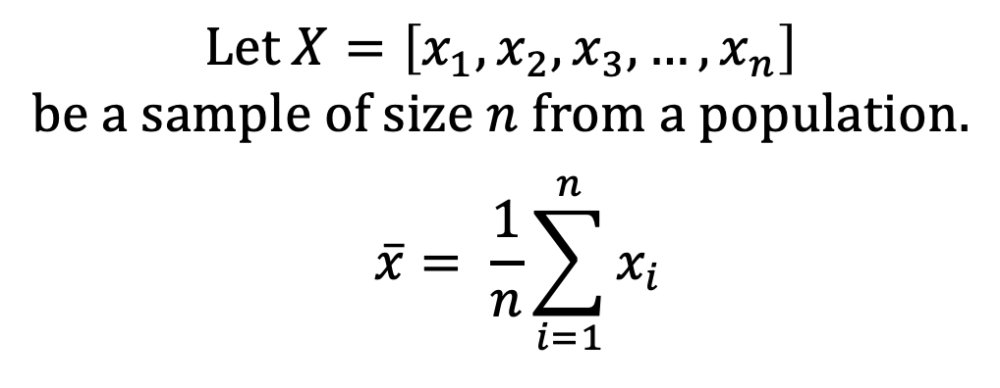 Let X = [x₁, x₂, x₃, … , xₙ]
be a sample of size n from a population.
x̄ = 1/n ∑ᵢ₌₁ⁿ xᵢ